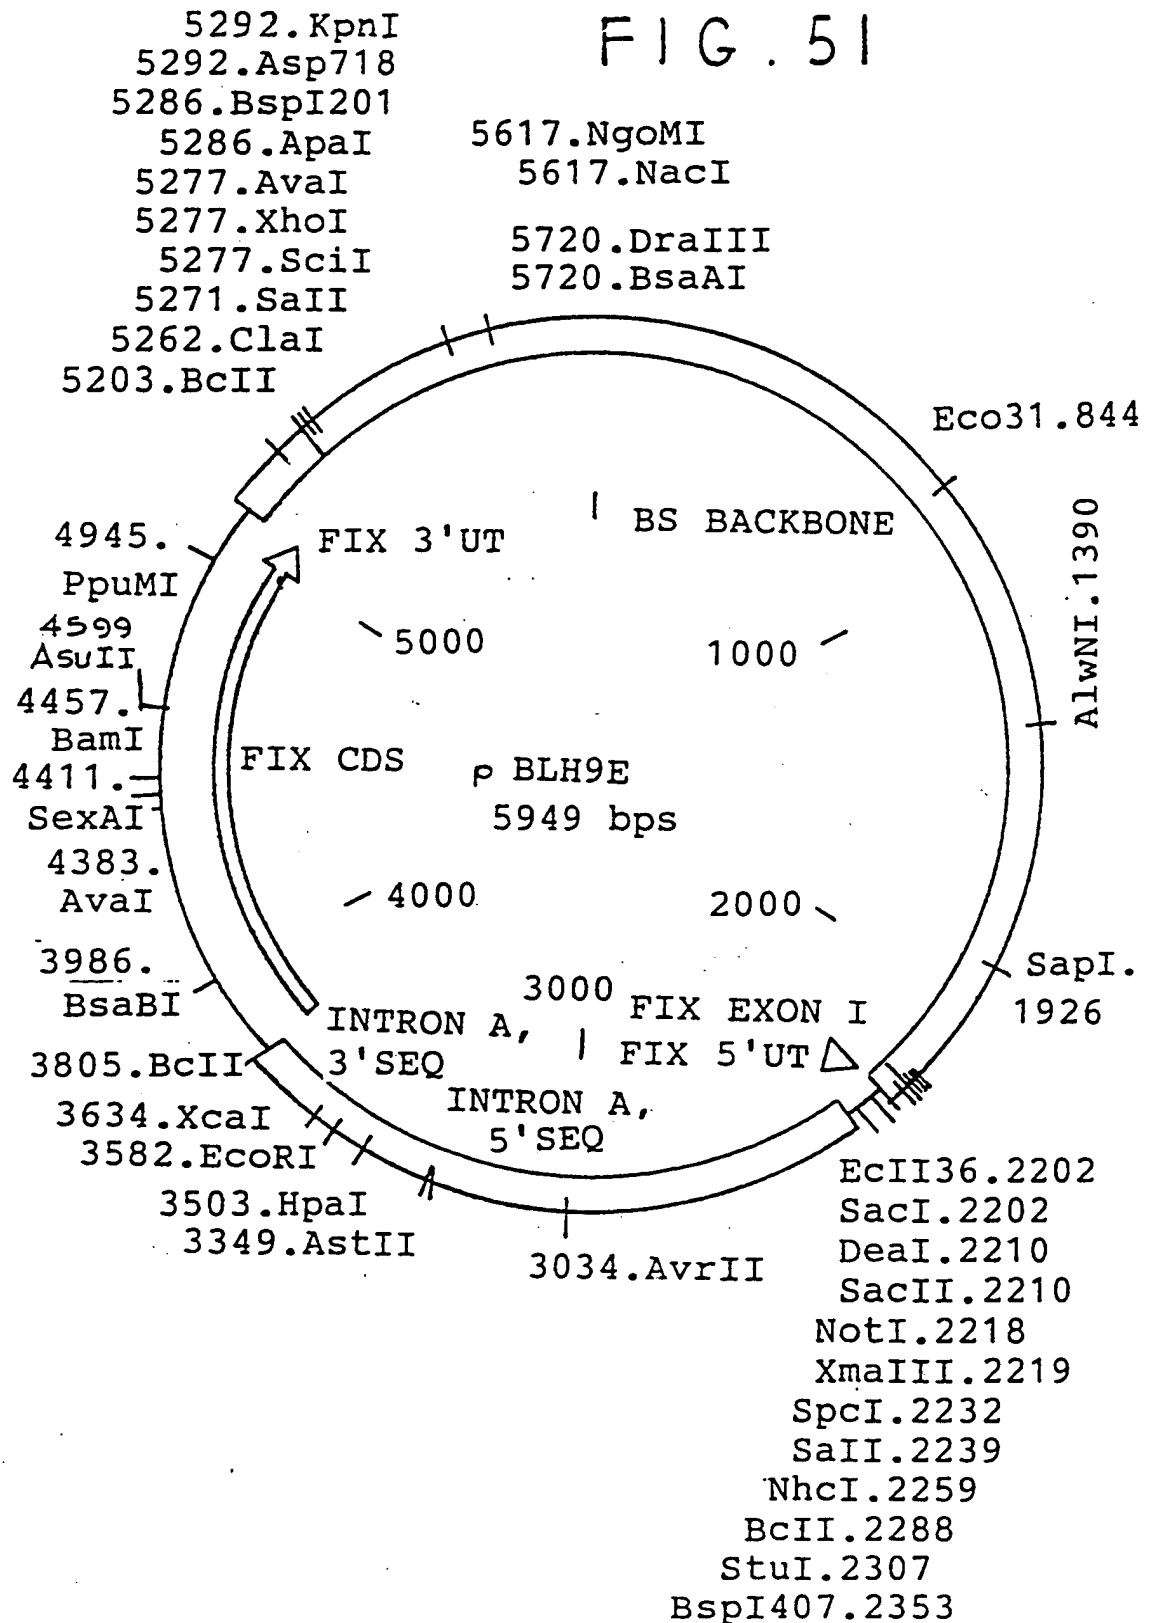 FIG. 51
5292.KpnI
5292.Asp718
5286.BspI201
5286.ApaI
5277.AvaI
5277.XhoI
5277.SciI
5271.SaII
5262.ClaI
5203.BcII
5617.NgoMI
5617.NacI
5720.DraIII
5720.BsaAI
Eco31.844
AlwNI.1390
SapI.
1926
BS BACKBONE
FIX 3'UT
5000
1000
FIX CDS
p BLH9E
5949 bps
4000
2000
3000
FIX EXON I
FIX 5'UT
INTRON A,
3'SEQ
INTRON A,
5'SEQ
4945.
PpuMI
4599
AsuII
4457.
BamI
4411.
SexAI
4383.
AvaI
3986.
BsaBI
3805.BcII
3634.XcaI
3582.EcoRI
3503.HpaI
3349.AstII
3034.AvrII
EcII36.2202
SacI.2202
DeaI.2210
SacII.2210
NotI.2218
XmaIII.2219
SpcI.2232
SaII.2239
NhcI.2259
BcII.2288
StuI.2307
BspI407.2353